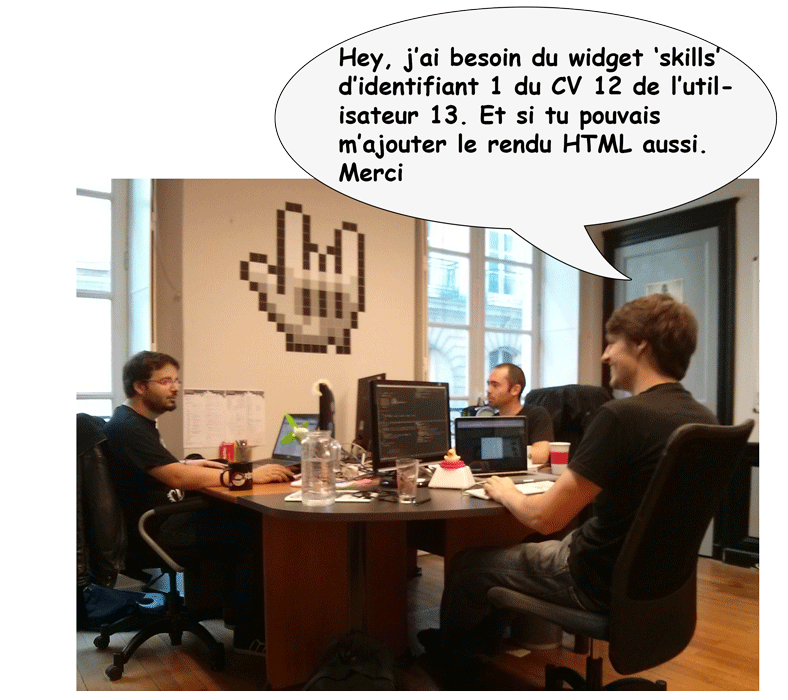 Hey, j'ai besoin du widget ‘skills’
d'identifiant 1 du CV 12 de l'util-
isateur 13. Et si tu pouvais
m'ajouter le rendu HTML aussi.
Merci